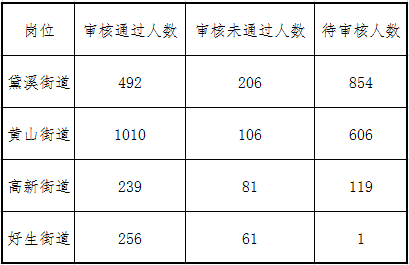 岗位 审核通过人数 审核未通过人数 待审核人数
黛溪街道 492 206 854
黄山街道 1010 106 606
高新街道 239 81 119
好生街道 256 61 1